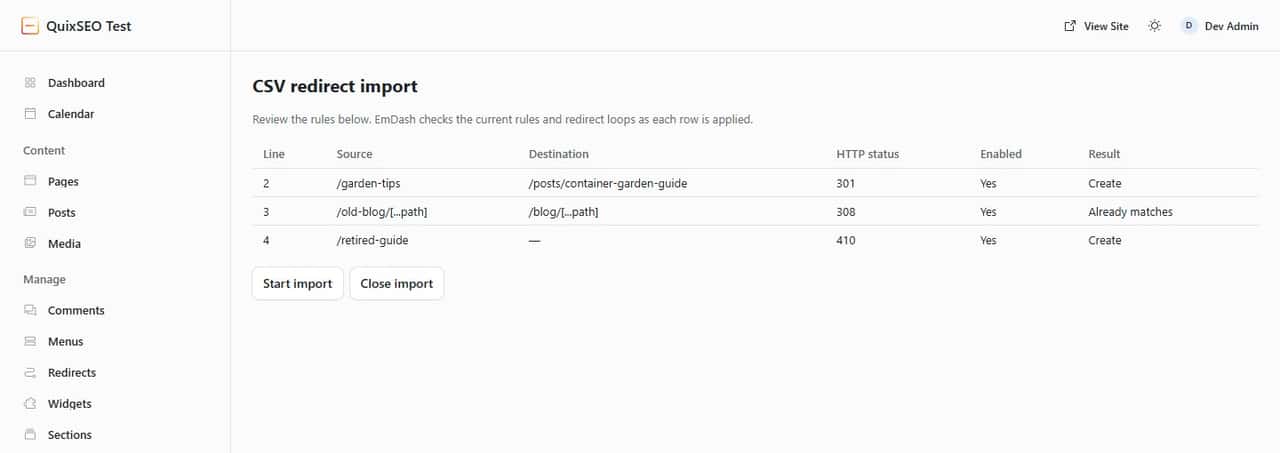 QuixSEO Test
View Site
D
Dev Admin
Dashboard
Calendar
Content
Pages
Posts
Media
Manage
Comments
Menus
Redirects
Widgets
Sections
CSV redirect import
Review the rules below. EmDash checks the current rules and redirect loops as each row is applied.
Line Source Destination HTTP status Enabled Result
2 /garden-tips /posts/container-garden-guide 301 Yes Create
3 /old-blog/[...path] /blog/[...path] 308 Yes Already matches
4 /retired-guide — 410 Yes Create
Start import Close import